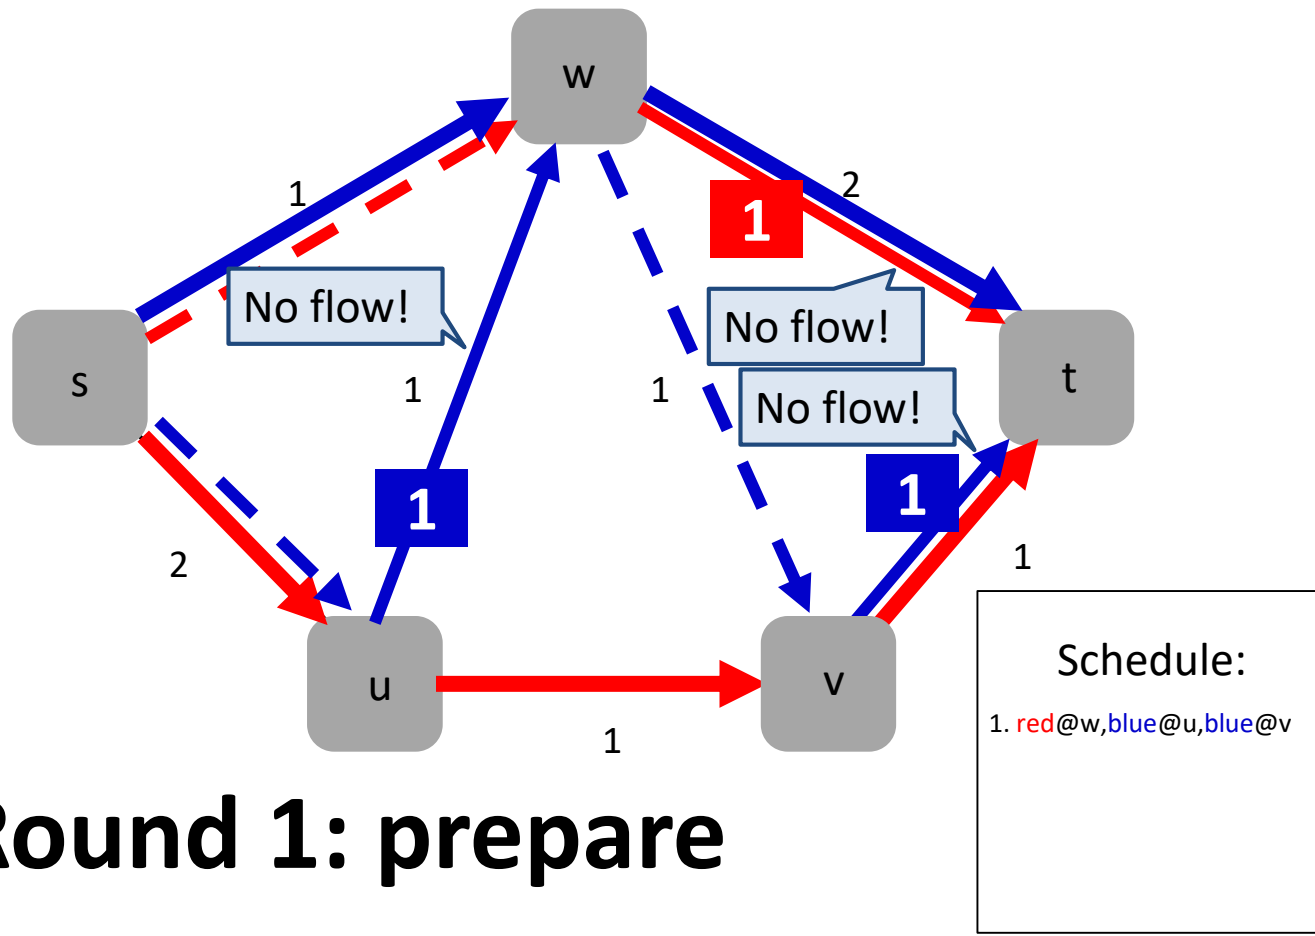 w
1
2
1
No flow!
No flow!
s
t
1
1
No flow!
1
1
2
1
u
v
Schedule:
1. red@w,blue@u,blue@v
1
Round 1: prepare